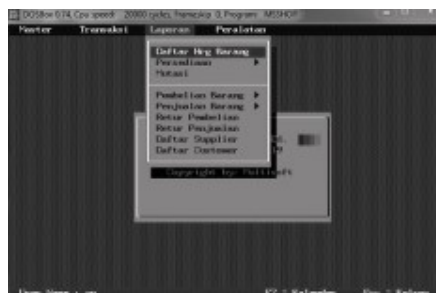 DOSBox 0.74, Cpu speed: 20000 cycles, Frameskip 0, Program: MSSHOP
Master Transaksi Laporan Peralatan
Daftar Hrg Barang
Persediaan
Mutasi
Pembelian Barang
Penjualan Barang
Retur Pembelian
Retur Penjualan
Daftar Supplier
Daftar Customer
Copyright by: Multisoft